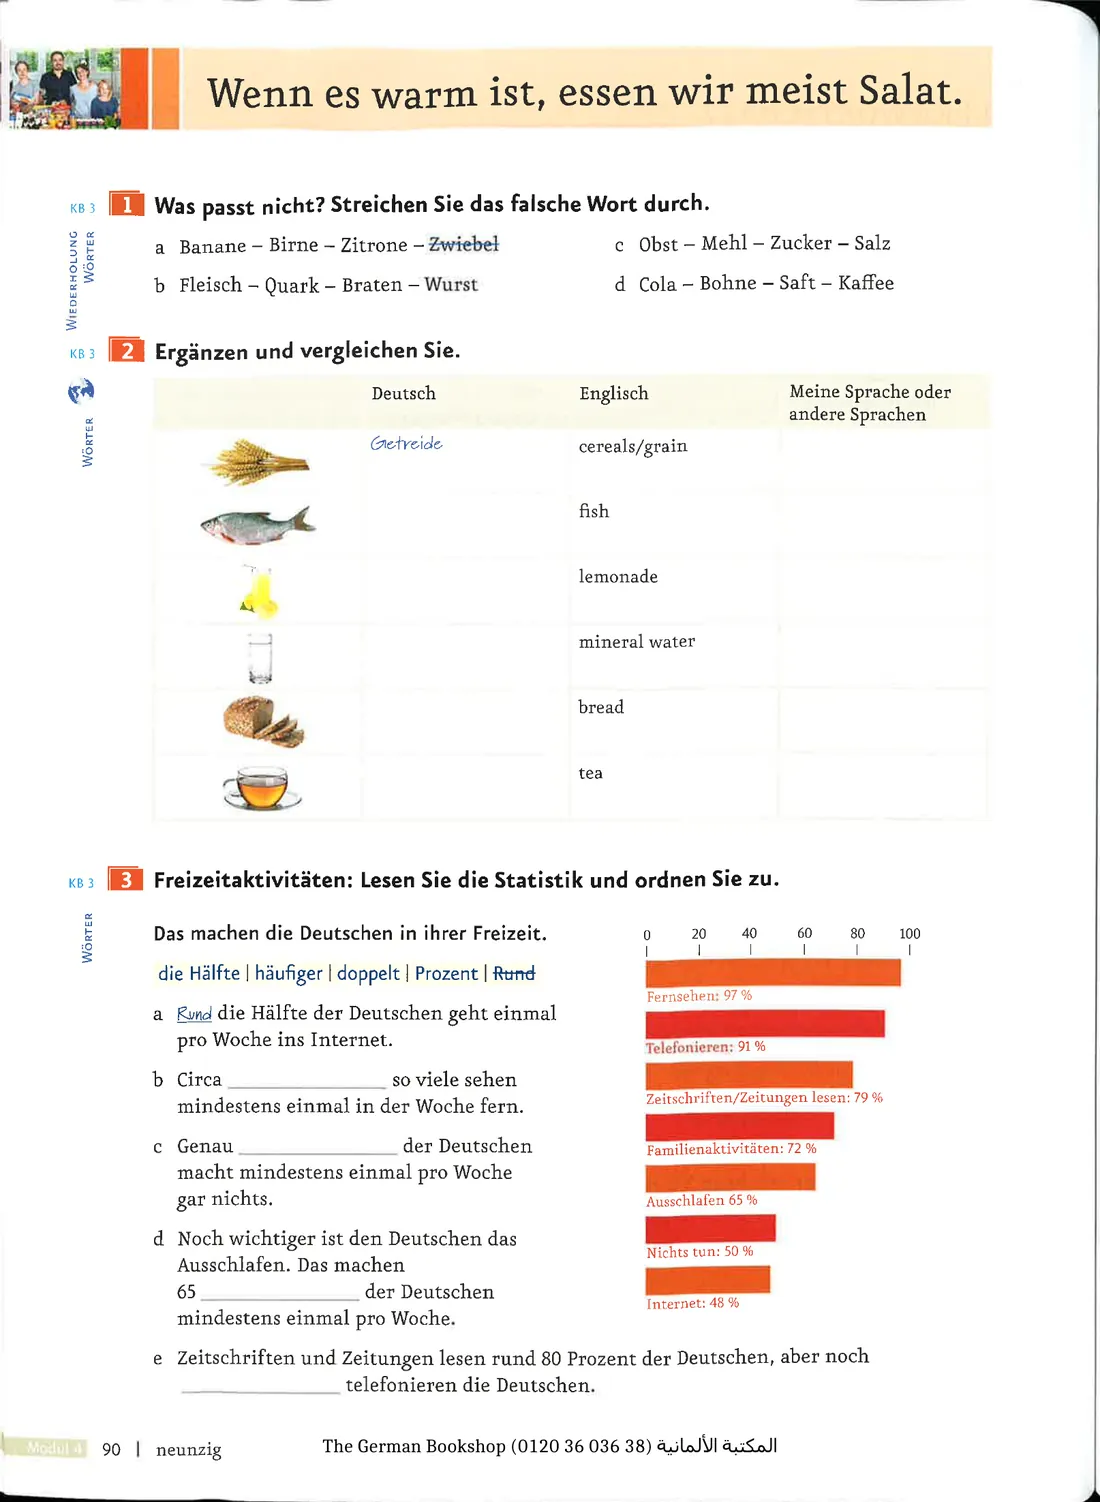 Wenn es warm ist, essen wir meist Salat.
KB 3
1 Was passt nicht? Streichen Sie das falsche Wort durch.
WIEDERHOLUNG
WÖRTER
a Banane – Birne – Zitrone – Zwiebel
b Fleisch – Quark – Braten – Wurst
c Obst – Mehl – Zucker – Salz
d Cola – Bohne – Saft – Kaffee
KB 3
2 Ergänzen und vergleichen Sie.
WÖRTER
Deutsch Englisch Meine Sprache oder
andere Sprachen
Getreide cereals/grain
fish
lemonade
mineral water
bread
tea
KB 3
3 Freizeitaktivitäten: Lesen Sie die Statistik und ordnen Sie zu.
WÖRTER
Das machen die Deutschen in ihrer Freizeit.
die Hälfte | häufiger | doppelt | Prozent | Rund
a Rund die Hälfte der Deutschen geht einmal
pro Woche ins Internet.
b Circa ______________ so viele sehen
mindestens einmal in der Woche fern.
c Genau ______________ der Deutschen
macht mindestens einmal pro Woche
gar nichts.
d Noch wichtiger ist den Deutschen das
Ausschlafen. Das machen
65 ______________ der Deutschen
mindestens einmal pro Woche.
e Zeitschriften und Zeitungen lesen rund 80 Prozent der Deutschen, aber noch
______________ telefonieren die Deutschen.
0 20 40 60 80 100
Fernsehen: 97 %
Telefonieren: 91 %
Zeitschriften/Zeitungen lesen: 79 %
Familienaktivitäten: 72 %
Ausschlafen 65 %
Nichts tun: 50 %
Internet: 48 %
Modul 4 90 | neunzig
The German Bookshop (0120 36 036 38) المكتبة الألمانية